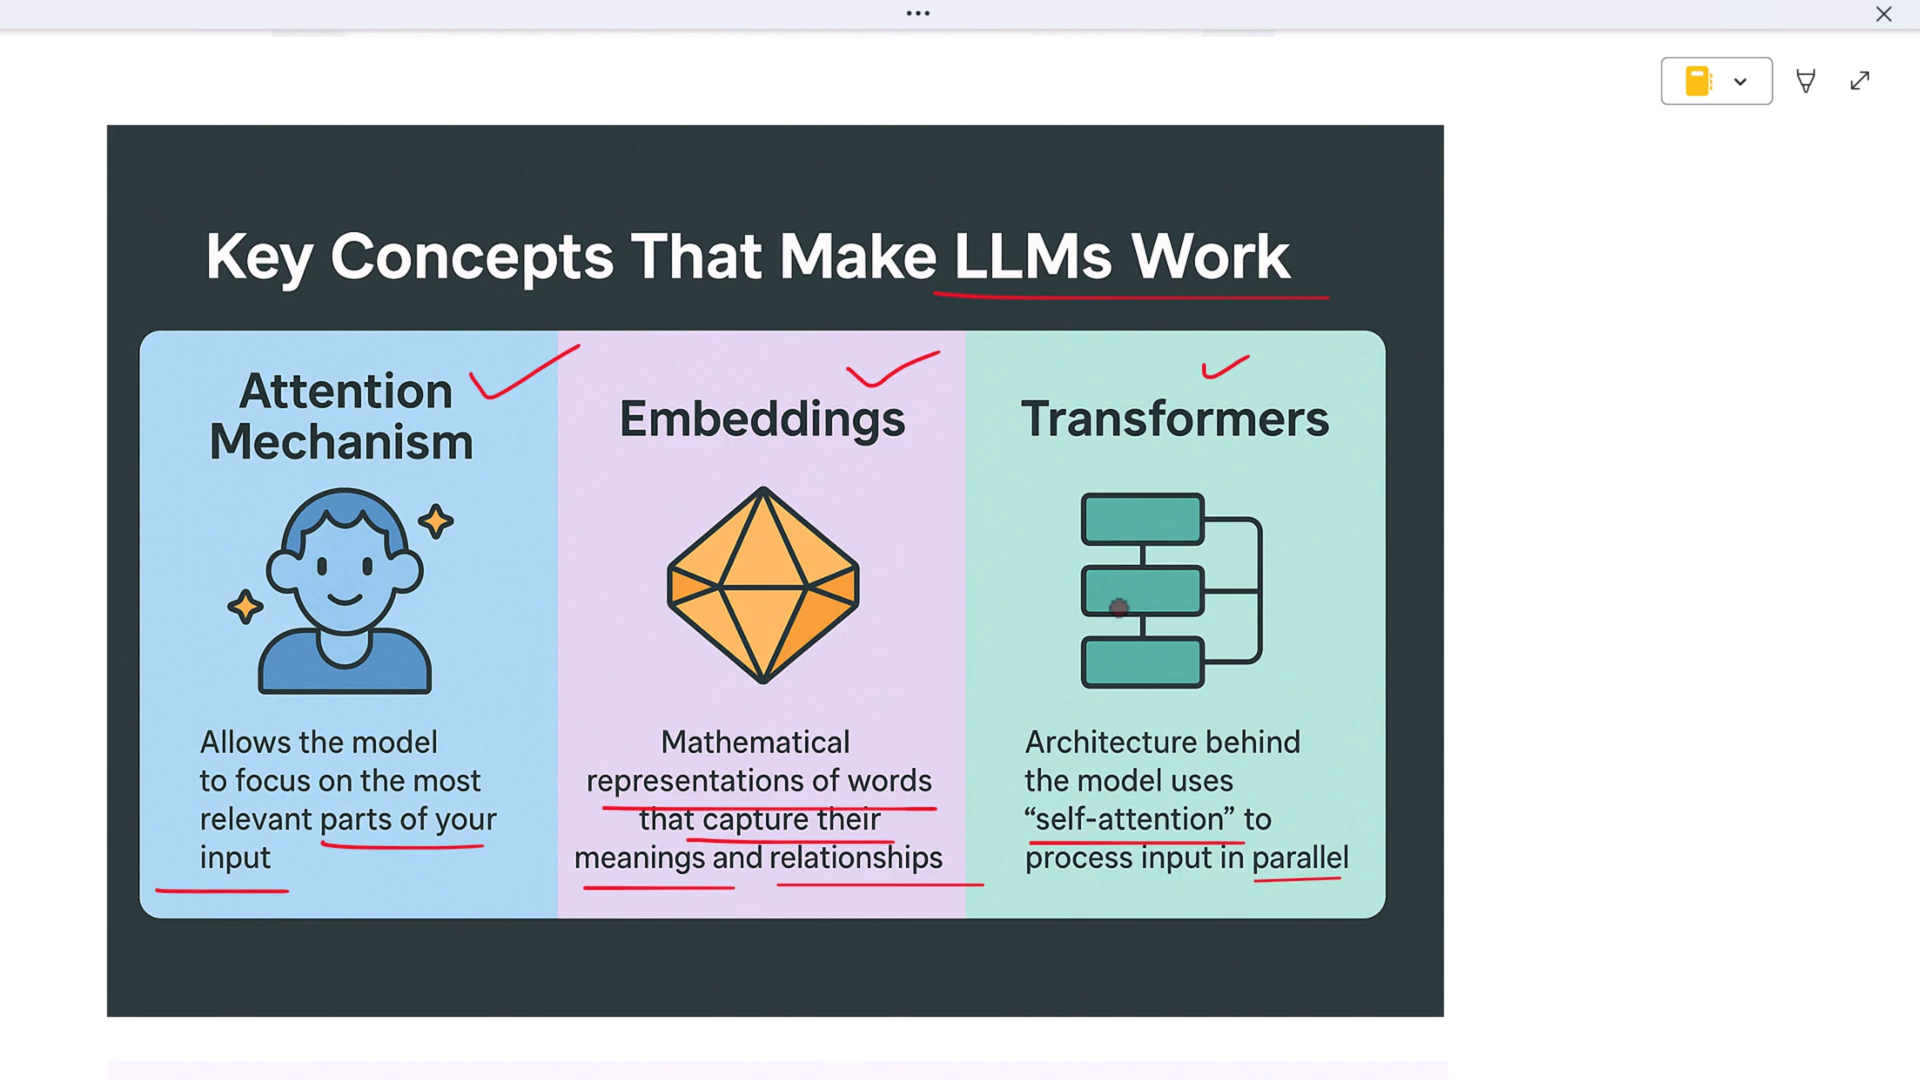 Key Concepts That Make LLMs Work
Attention
Mechanism
Allows the model
to focus on the most
relevant parts of your
input
Embeddings
Mathematical
representations of words
that capture their
meanings and relationships
Transformers
Architecture behind
the model uses
“self-attention” to
process input in parallel